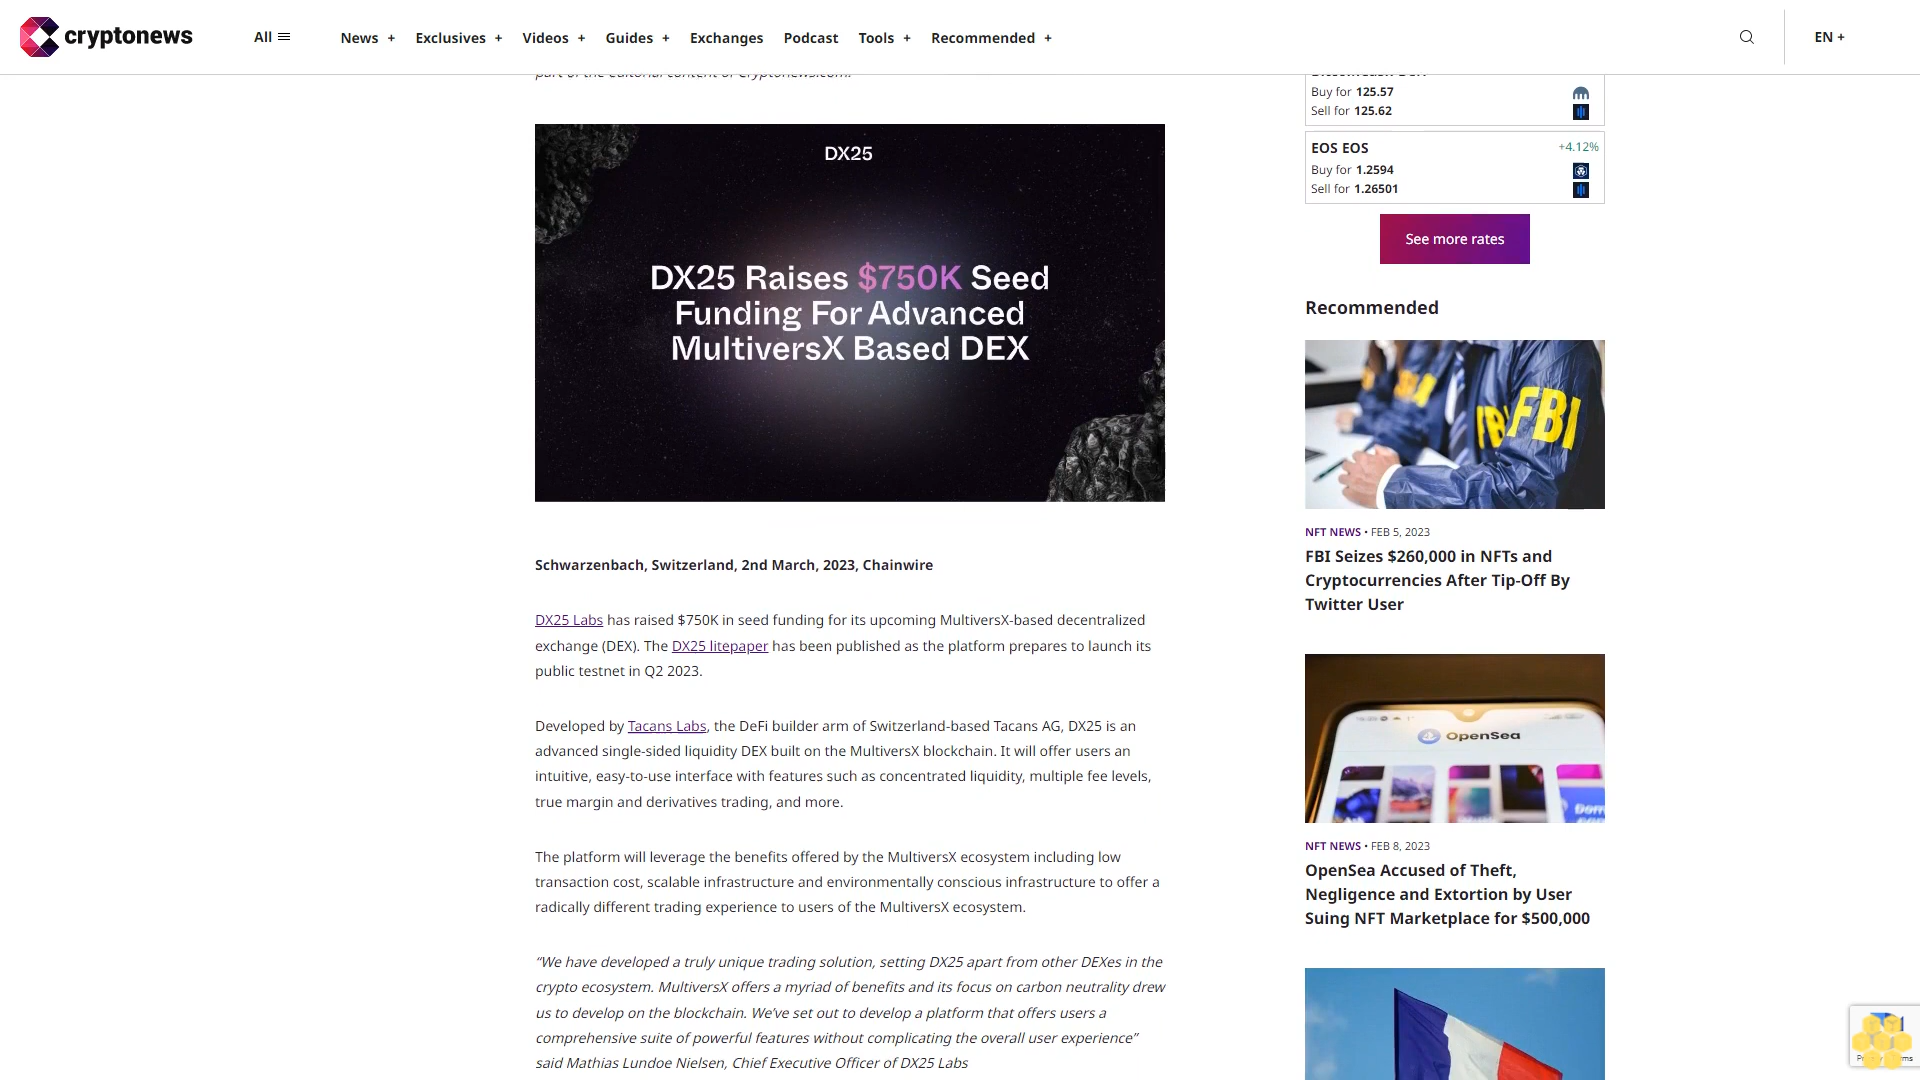 cryptonews
All
News +
Exclusives +
Videos +
Guides +
Exchanges
Podcast
Tools +
Recommended +
EN +
part of the editorial content of Cryptonews.com.
DX25
DX25 Raises $750K Seed
Funding For Advanced
MultiversX Based DEX
Schwarzenbach, Switzerland, 2nd March, 2023, Chainwire
DX25 Labs has raised $750K in seed funding for its upcoming MultiversX-based decentralized
exchange (DEX). The DX25 litepaper has been published as the platform prepares to launch its
public testnet in Q2 2023.
Developed by Tacans Labs, the DeFi builder arm of Switzerland-based Tacans AG, DX25 is an
advanced single-sided liquidity DEX built on the MultiversX blockchain. It will offer users an
intuitive, easy-to-use interface with features such as concentrated liquidity, multiple fee levels,
true margin and derivatives trading, and more.
The platform will leverage the benefits offered by the MultiversX ecosystem including low
transaction cost, scalable infrastructure and environmentally conscious infrastructure to offer a
radically different trading experience to users of the MultiversX ecosystem.
“We have developed a truly unique trading solution, setting DX25 apart from other DEXes in the
crypto ecosystem. MultiversX offers a myriad of benefits and its focus on carbon neutrality drew
us to develop on the blockchain. We’ve set out to develop a platform that offers users a
comprehensive suite of powerful features without complicating the overall user experience”
said Mathias Lundoe Nielsen, Chief Executive Officer of DX25 Labs
Buy for 125.57
Sell for 125.62
EOS EOS
+4.12%
Buy for 1.2594
Sell for 1.26501
See more rates
Recommended
FBI
FBI
NFT NEWS • FEB 5, 2023
FBI Seizes $260,000 in NFTs and
Cryptocurrencies After Tip-Off By
Twitter User
OpenSea
NFT NEWS • FEB 8, 2023
OpenSea Accused of Theft,
Negligence and Extortion by User
Suing NFT Marketplace for $500,000